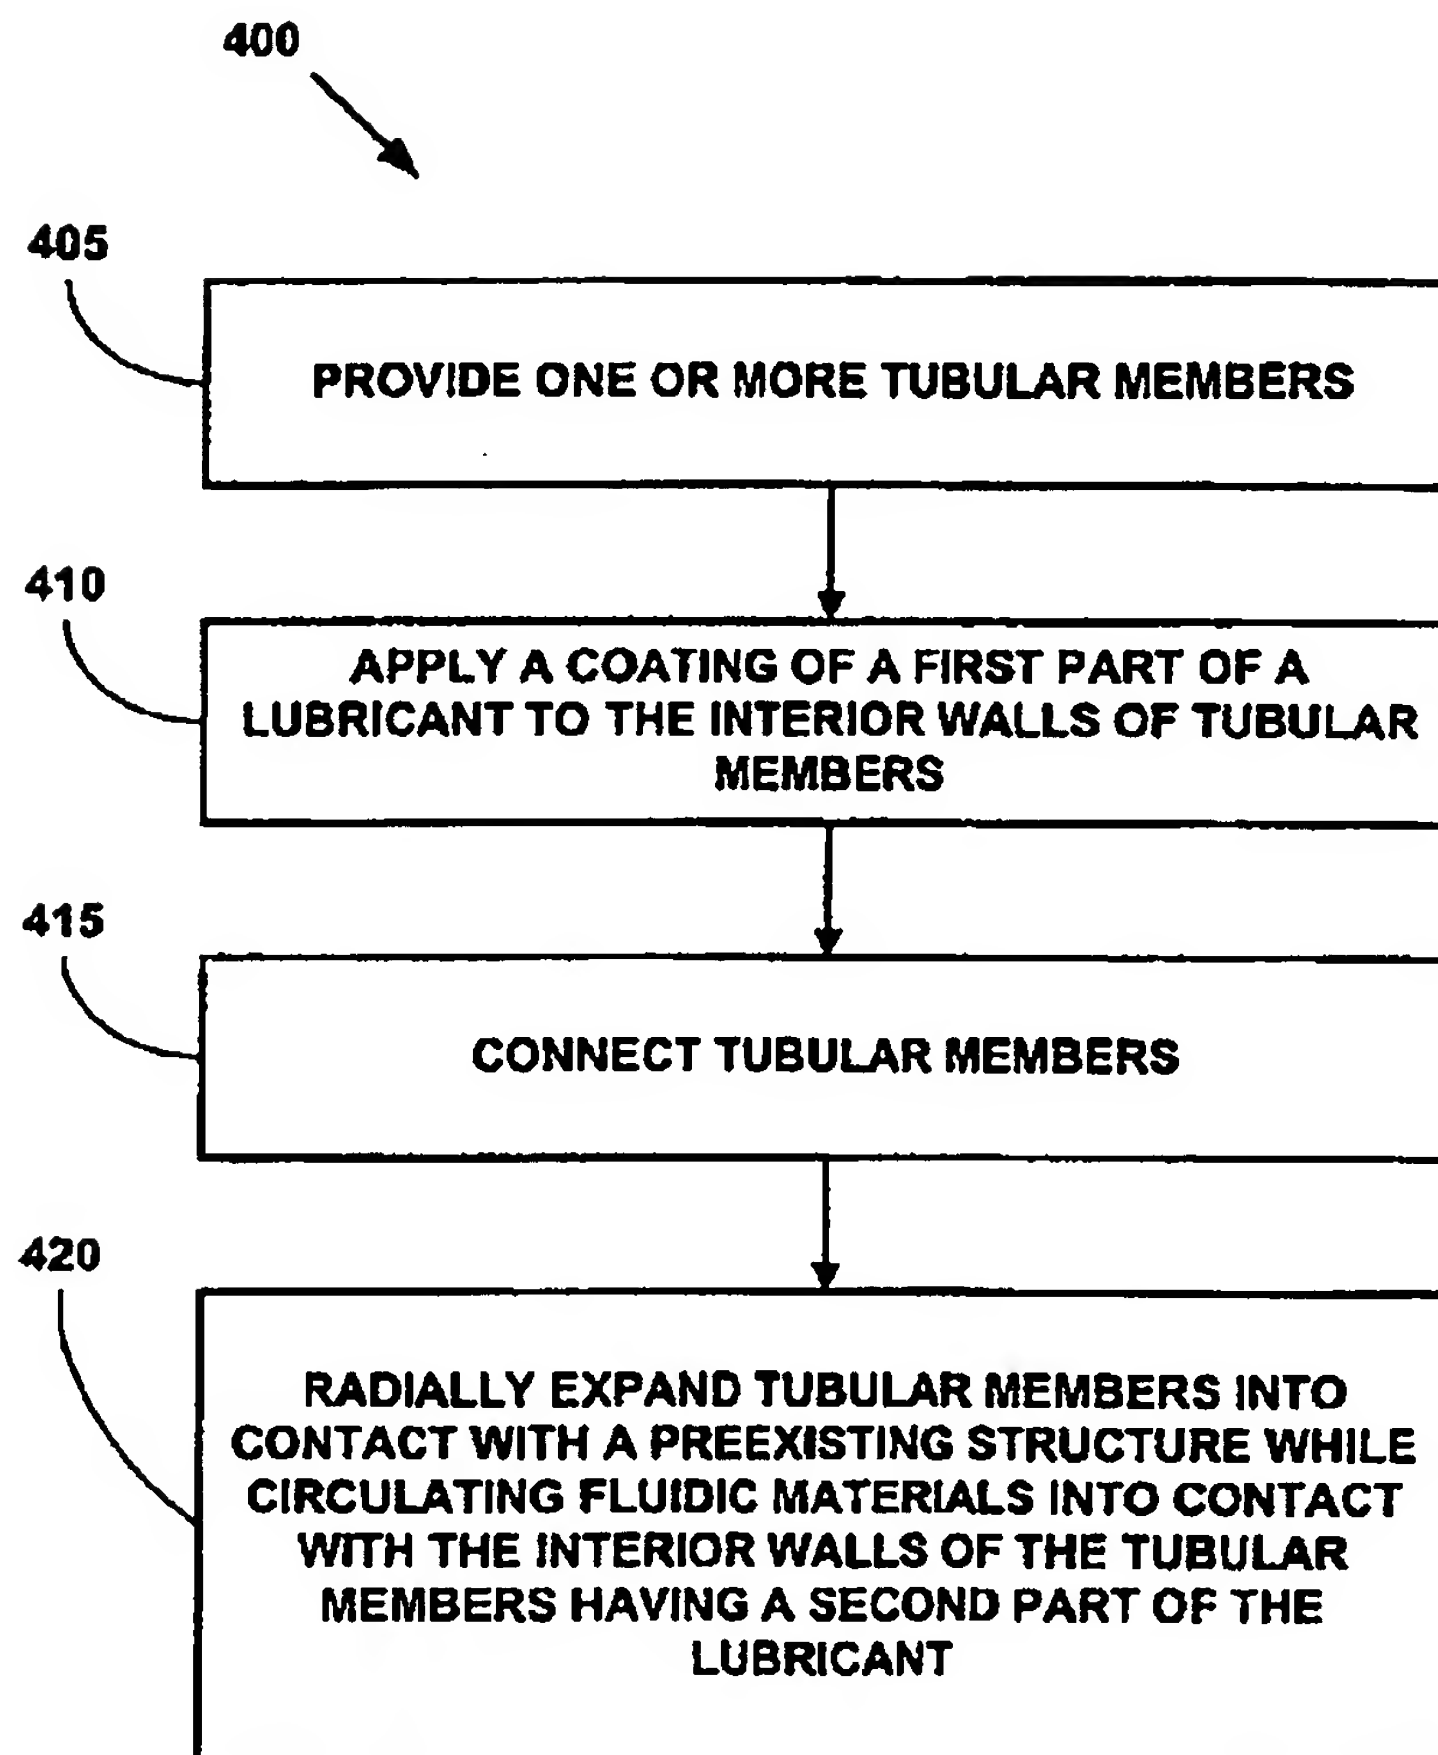 400
405
PROVIDE ONE OR MORE TUBULAR MEMBERS
410
APPLY A COATING OF A FIRST PART OF A
LUBRICANT TO THE INTERIOR WALLS OF TUBULAR
MEMBERS
415
CONNECT TUBULAR MEMBERS
420
RADIALLY EXPAND TUBULAR MEMBERS INTO
CONTACT WITH A PREEXISTING STRUCTURE WHILE
CIRCULATING FLUIDIC MATERIALS INTO CONTACT
WITH THE INTERIOR WALLS OF THE TUBULAR
MEMBERS HAVING A SECOND PART OF THE
LUBRICANT